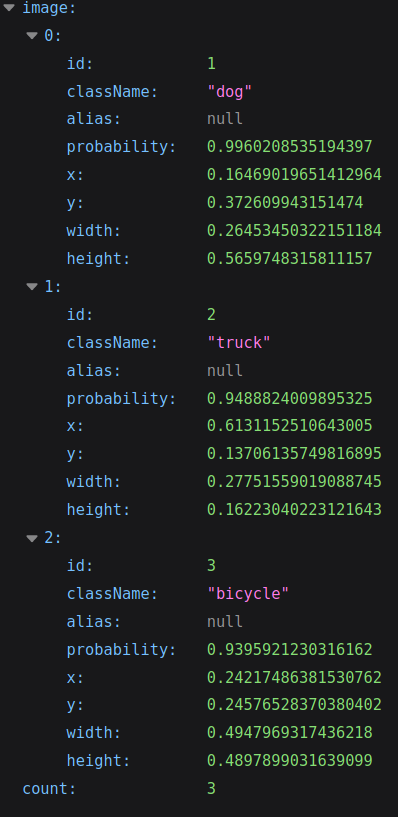 image:
0:
id: 1
className: "dog"
alias: null
probability: 0.9960208535194397
x: 0.16469019651412964
y: 0.372609943151474
width: 0.26453450322151184
height: 0.5659748315811157
1:
id: 2
className: "truck"
alias: null
probability: 0.9488824009895325
x: 0.6131152510643005
y: 0.13706135749816895
width: 0.27751559019088745
height: 0.16223040223121643
2:
id: 3
className: "bicycle"
alias: null
probability: 0.9395921230316162
x: 0.24217486381530762
y: 0.24576528370380402
width: 0.4947969317436218
height: 0.4897899031639099
count: 3